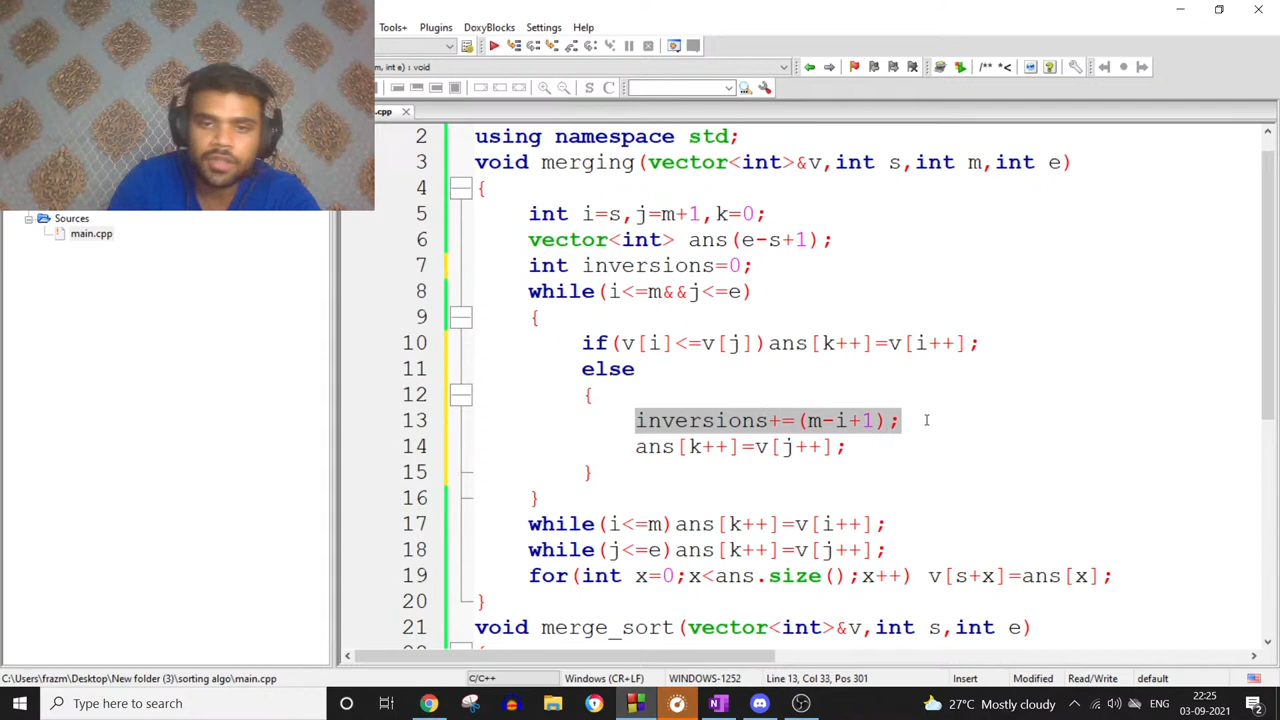 Tools+ Plugins DoxyBlocks Settings Help
m, int e) : void
.cpp
Sources
main.cpp
2 using namespace std;
3 void merging(vector<int>&v,int s,int m,int e)
4 {
5 int i=s,j=m+1,k=0;
6 vector<int> ans(e-s+1);
7 int inversions=0;
8 while(i<=m&&j<=e)
9 {
10 if(v[i]<=v[j])ans[k++]=v[i++];
11 else
12 {
13 inversions+=(m-i+1);
14 ans[k++]=v[j++];
15 }
16 }
17 while(i<=m)ans[k++]=v[i++];
18 while(j<=e)ans[k++]=v[j++];
19 for(int x=0;x<ans.size();x++) v[s+x]=ans[x];
20 }
21 void merge_sort(vector<int>&v,int s,int e)
C:\Users\frazm\Desktop\New folder (3)\sorting algo\main.cpp C/C++ Windows (CR+LF) WINDOWS-1252 Line 13, Col 33, Pos 301 Insert Modified Read/Write default
Type here to search 27°C Mostly cloudy ENG 22:25
03-09-2021